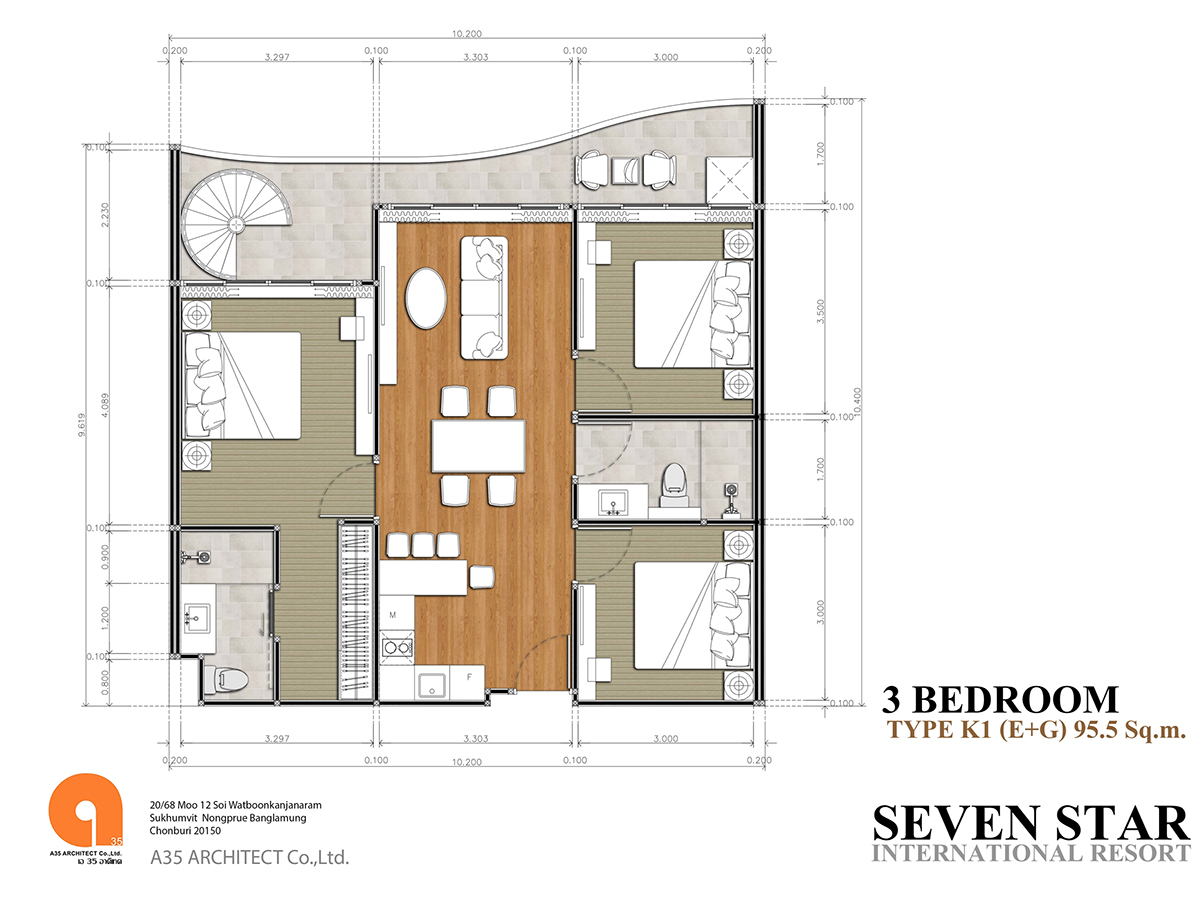 10.200
0.200 0.100 0.100 0.200
3.297 3.303 3.000
0.100
0.10
1.700
2.230
0.100
0.10
3.500
4.089
9.619
10.400
0.100
1.700
0.10
0.100
0.900
1.200
3.000
M
0.10
F
0.800
0.100
3.297 3.303 3.000
0.200 0.100 10.200 0.100 0.200
3 BEDROOM
TYPE K1 (E+G) 95.5 Sq.m.
35
A35 ARCHITECT Co.,Ltd.
เอ 35 อาคิเทค
20/68 Moo 12 Soi Watboonkanjanaram
Sukhumvit Nongprue Banglamung
Chonburi 20150
A35 ARCHITECT Co.,Ltd.
SEVEN STAR
INTERNATIONAL RESORT